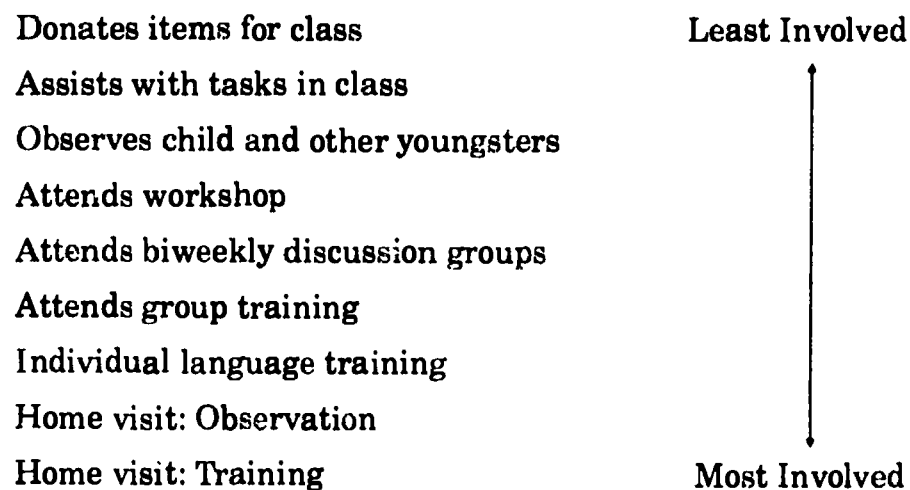 Donates items for class Least Involved
Assists with tasks in class
Observes child and other youngsters
Attends workshop
Attends biweekly discussion groups
Attends group training
Individual language training
Home visit: Observation
Home visit: Training Most Involved